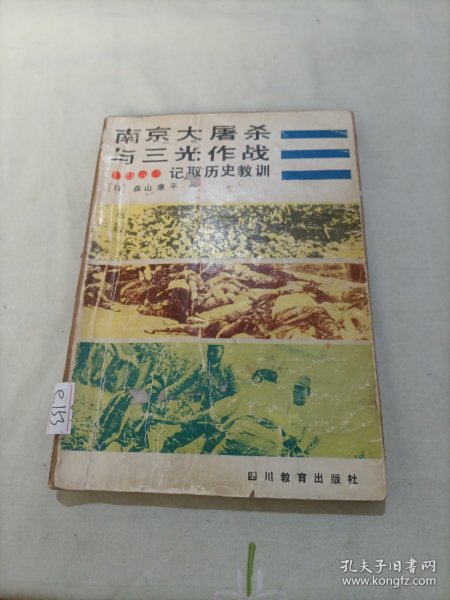 南京大屠杀
与三光作战
记取历史教训
[日] 森山康平
e153
四川教育出版社
孔夫子旧书网
www.kongfz.com